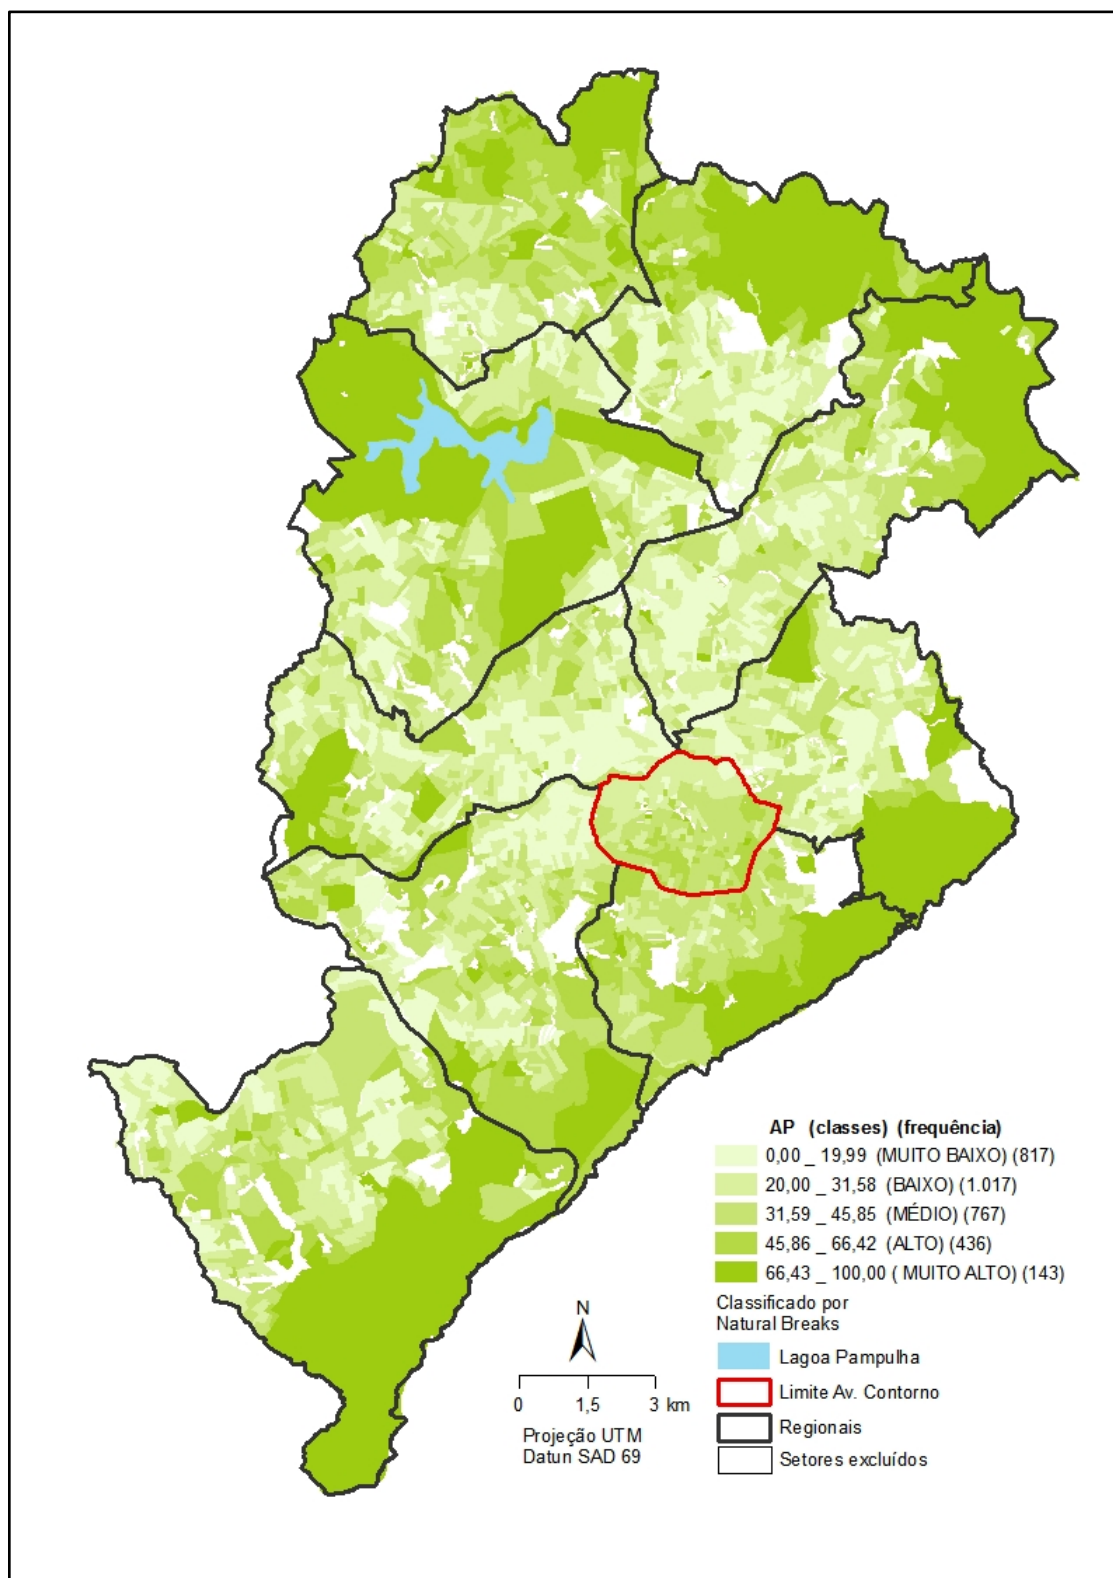 AP (classes) (frequência)
0,00 _ 19,99 (MUITO BAIXO) (817)
20,00 _ 31,58 (BAIXO) (1.017)
31,59 _ 45,85 (MÉDIO) (767)
45,86 _ 66,42 (ALTO) (436)
66,43 _ 100,00 ( MUITO ALTO) (143)
Classificado por
Natural Breaks
Lagoa Pampulha
Limite Av. Contorno
Regionais
Setores excluídos
N
0 1,5 3 km
Projeção UTM
Datun SAD 69